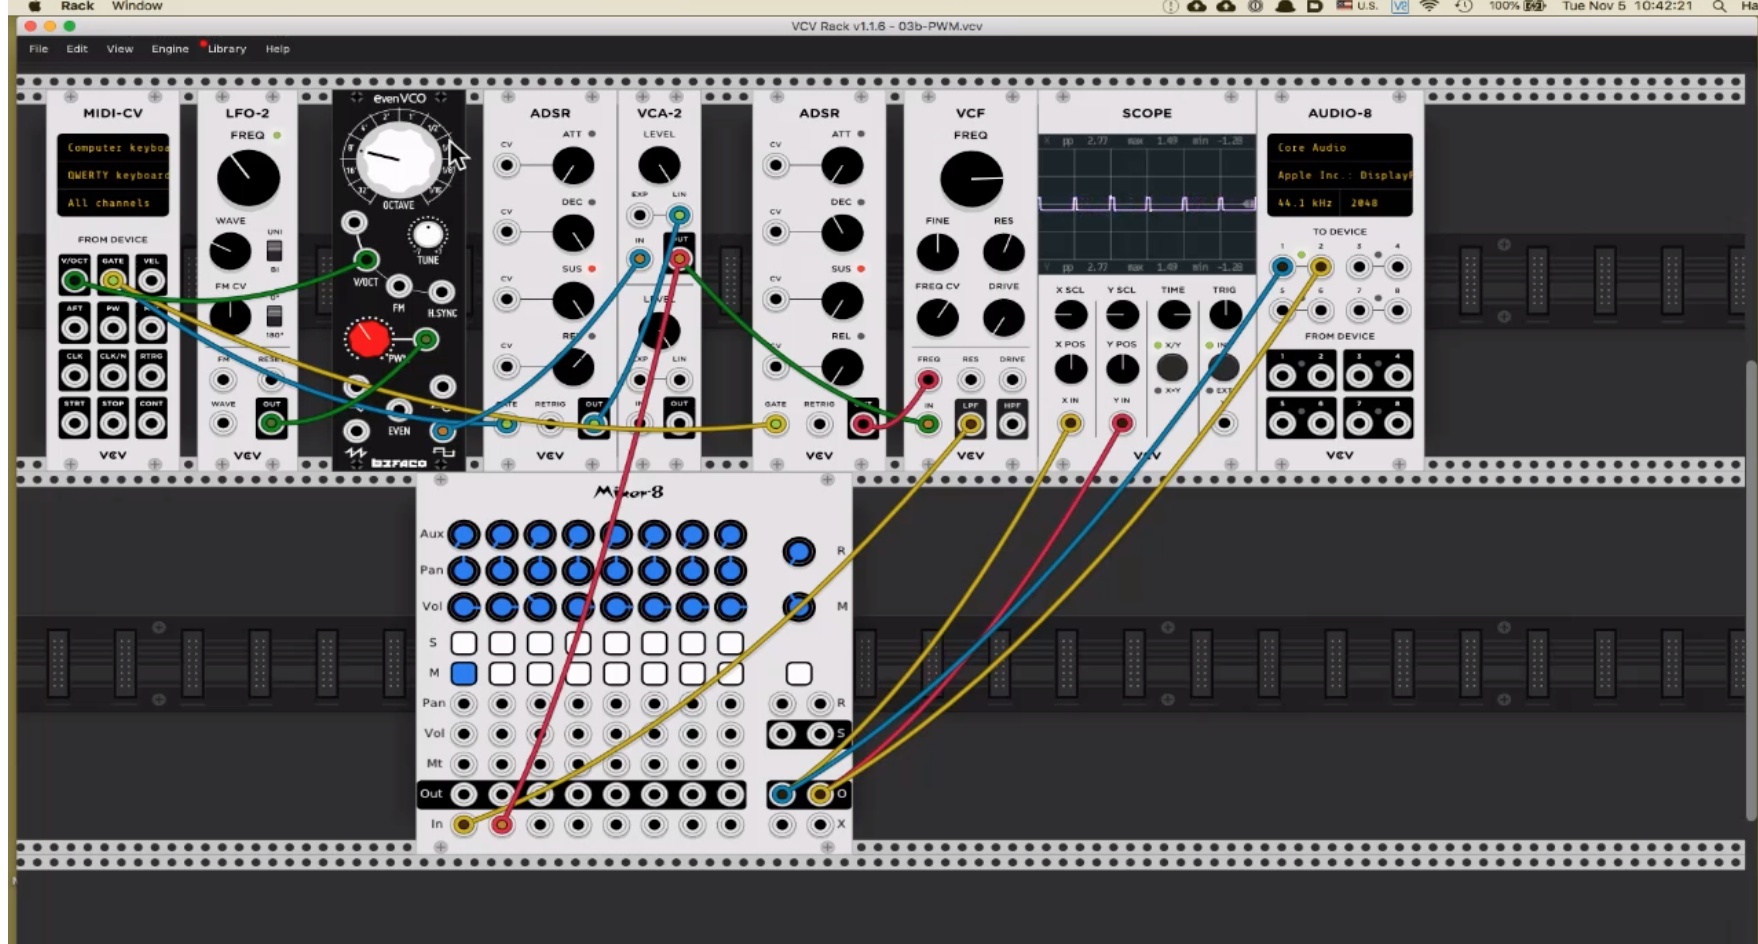 Rack Window
U.S. 100% Tue Nov 5 10:42:21 Ha
VCV Rack v1.1.6 - 03b-PWM.vcv
File Edit View Engine Library Help
MIDI-CV
Computer keyboa
QWERTY keyboard
All channels
FROM DEVICE
V/OCT GATE VEL
AFT PW
CLK CLK/N RTRG
STRT STOP CONT
VCV
LFO-2
FREQ
WAVE
UNI
BI
FM CV
0°
180°
FM RESET
WAVE OUT
VCV
evenVCO
OCTAVE
TUNE
V/OCT
FM
H.SYNC
PWM
EVEN
BEFACO
ADSR
ATT
CV
DEC
CV
SUS
CV
REL
CV
GATE RETRIG OUT
VCV
VCA-2
LEVEL
EXP LIN
IN OUT
LEVEL
EXP LIN
IN OUT
VCV
ADSR
ATT
CV
DEC
CV
SUS
CV
REL
CV
GATE RETRIG OUT
VCV
VCF
FREQ
FINE RES
FREQ CV DRIVE
FREQ RES DRIVE
IN LPF HPF
VCV
SCOPE
X pp 2.77 max 1.49 min -1.28
Y pp 2.77 max 1.49 min -1.28
X SCL Y SCL TIME TRIG
X POS Y POS X/Y INT
X×Y EXT
X IN Y IN
VCV
AUDIO-8
Core Audio
Apple Inc.: DisplayP
44.1 kHz 2048
TO DEVICE
1 2 3 4
5 6 7 8
FROM DEVICE
1 2 3 4
5 6 7 8
VCV
Mixor-8
Aux
R
Pan
Vol M
S
M
Pan R
Vol S
Mt
Out O
In X